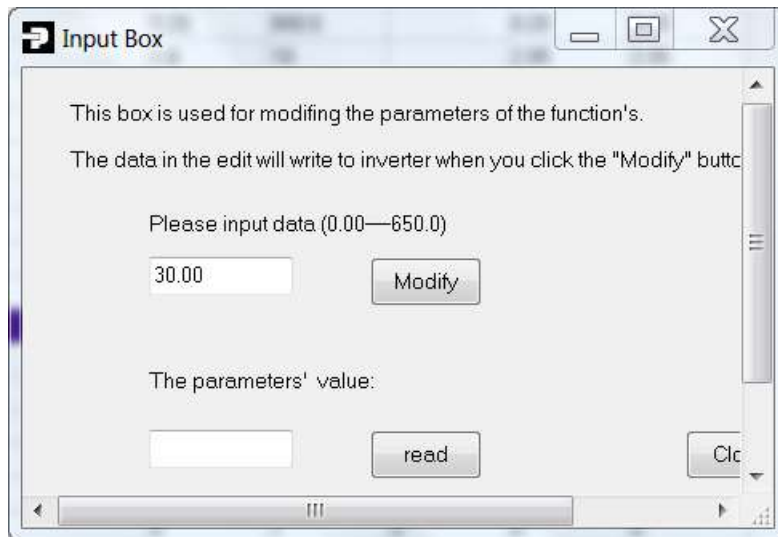 Input Box
This box is used for modifing the parameters of the function's.
The data in the edit will write to inverter when you click the "Modify" butto
Please input data (0.00—650.0)
30.00
Modify
The parameters' value:
read
Clo